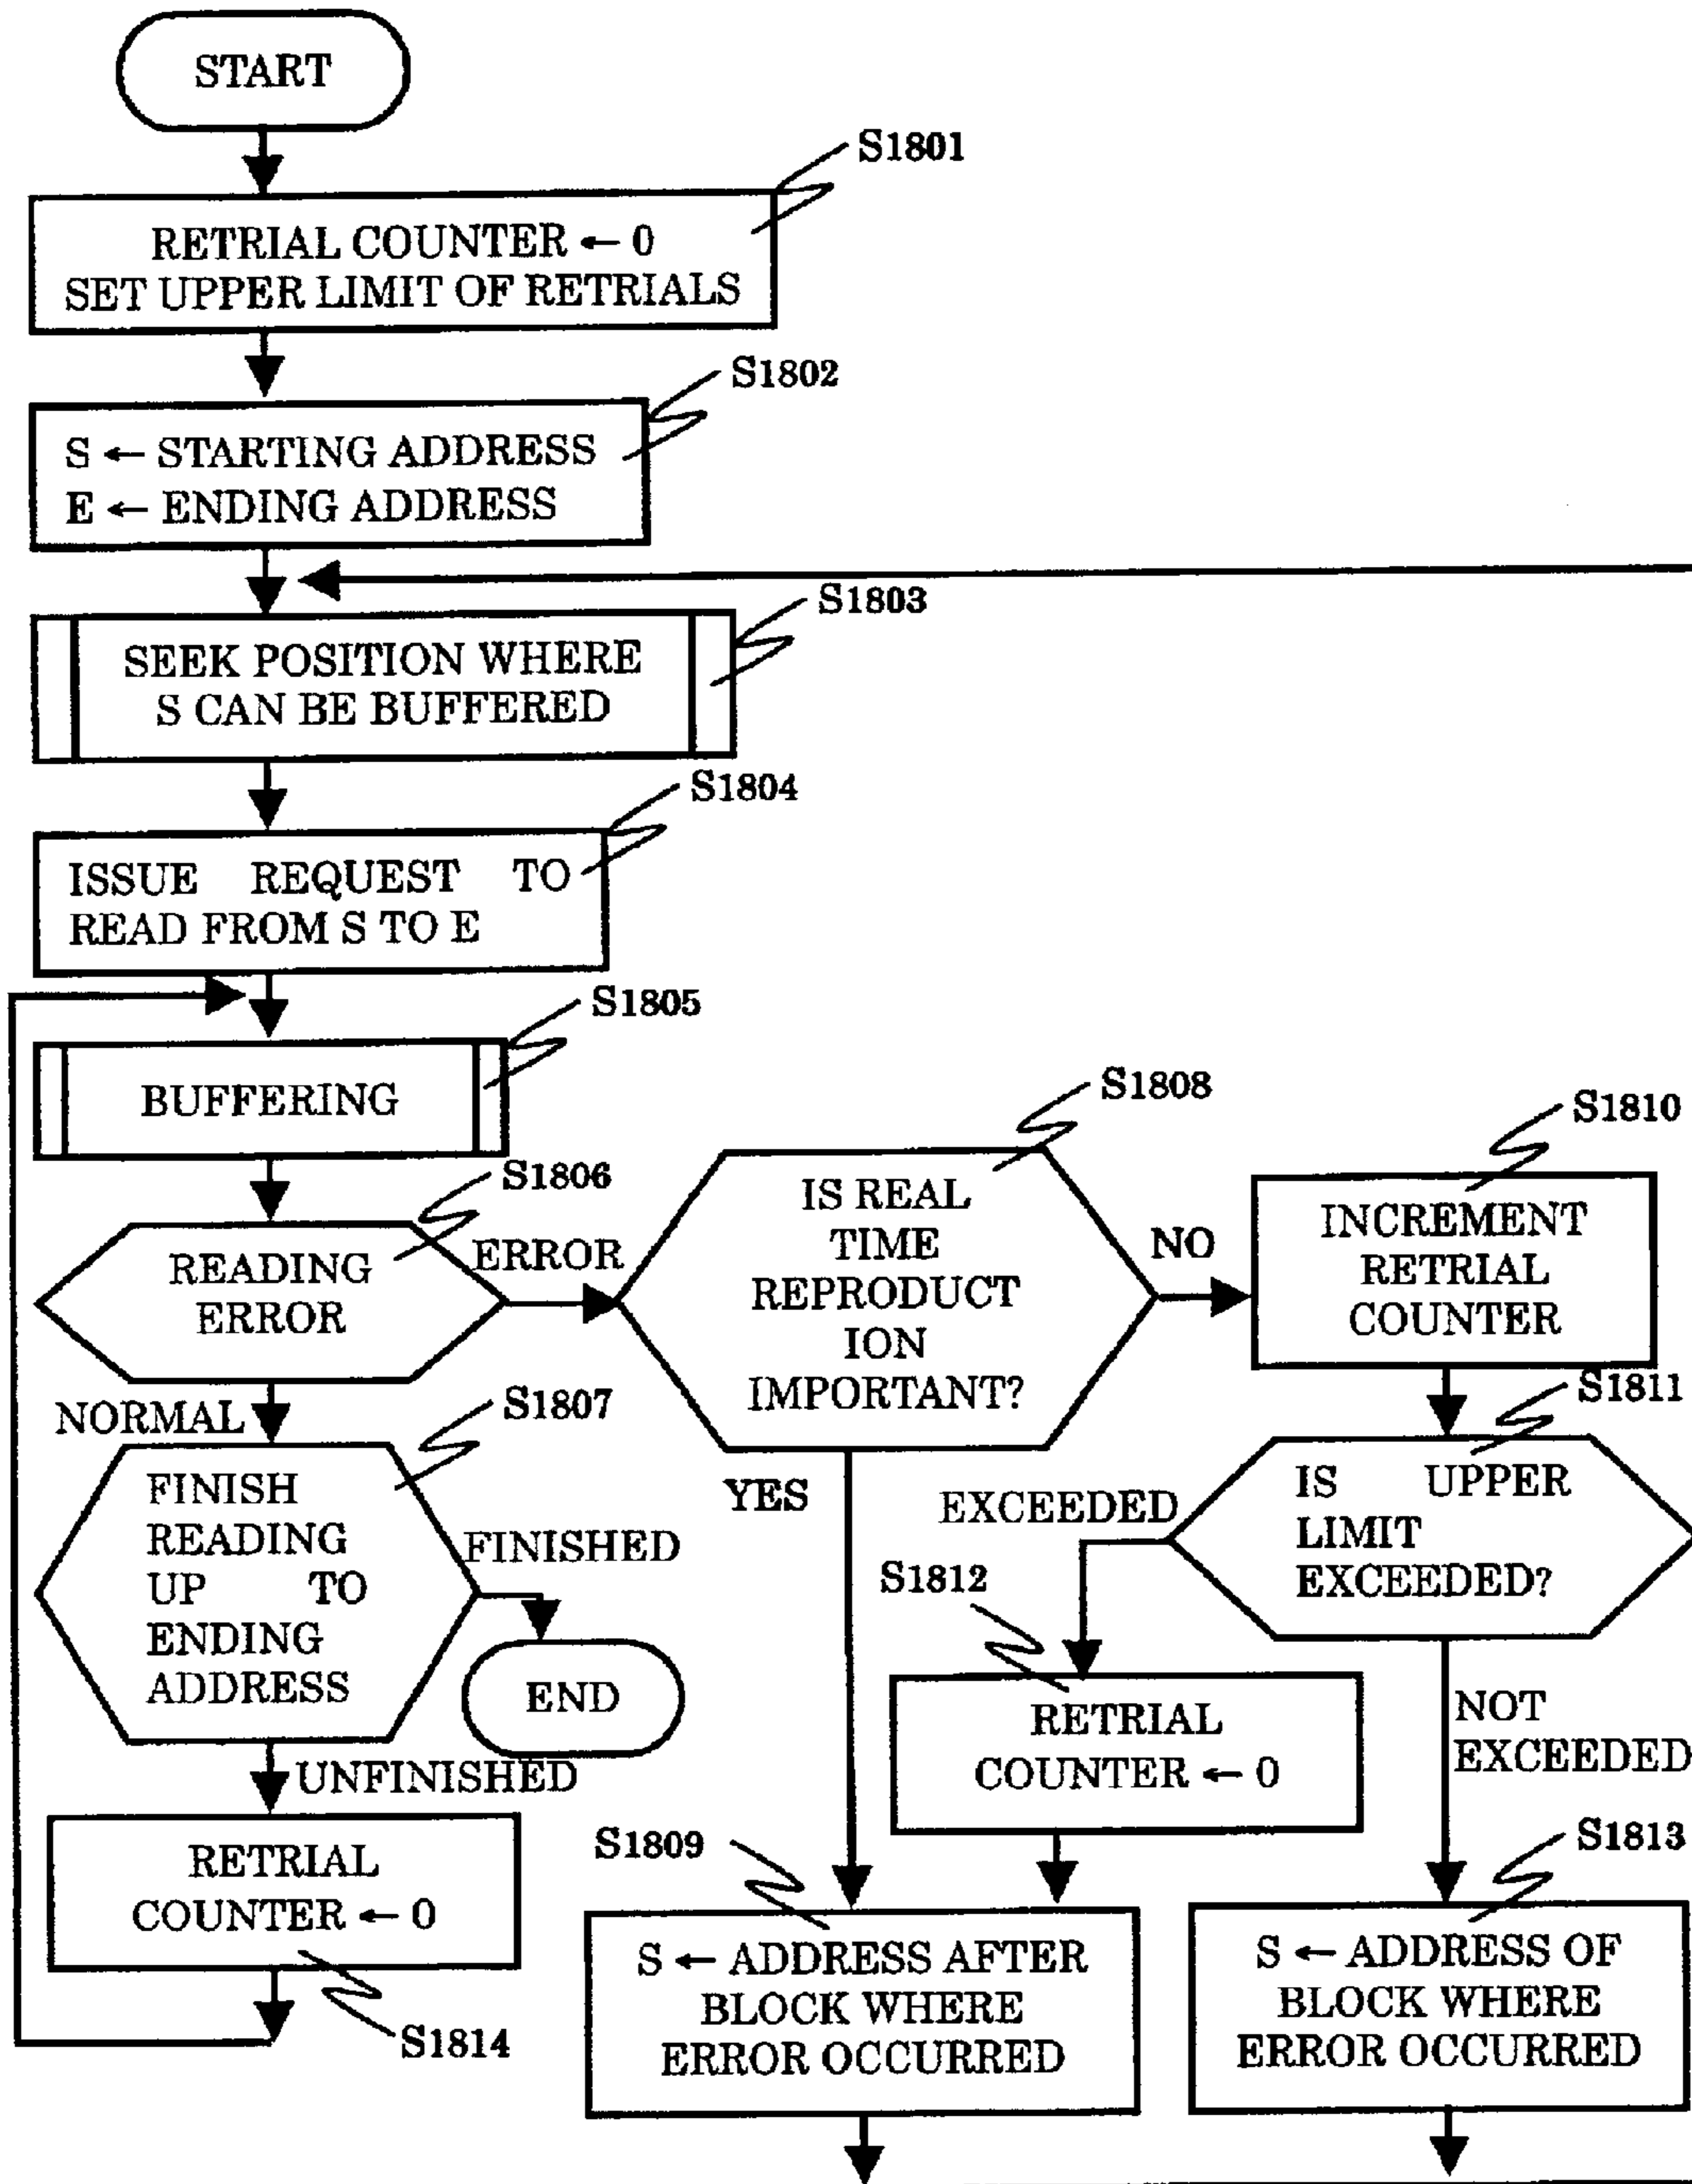 START
S1801
RETRIAL COUNTER ← 0
SET UPPER LIMIT OF RETRIALS
S1802
S ← STARTING ADDRESS
E ← ENDING ADDRESS
S1803
SEEK POSITION WHERE
S CAN BE BUFFERED
S1804
ISSUE REQUEST TO
READ FROM S TO E
S1805
BUFFERING
S1806
READING
ERROR
ERROR
NORMAL
S1807
FINISH
READING
UP TO
ENDING
ADDRESS
FINISHED
END
UNFINISHED
RETRIAL
COUNTER ← 0
S1814
S1808
IS REAL
TIME
REPRODUCT
ION
IMPORTANT?
NO
YES
S1810
INCREMENT
RETRIAL
COUNTER
S1811
IS UPPER
LIMIT
EXCEEDED?
EXCEEDED
S1812
RETRIAL
COUNTER ← 0
NOT
EXCEEDED
S1809
S ← ADDRESS AFTER
BLOCK WHERE
ERROR OCCURRED
S1813
S ← ADDRESS OF
BLOCK WHERE
ERROR OCCURRED